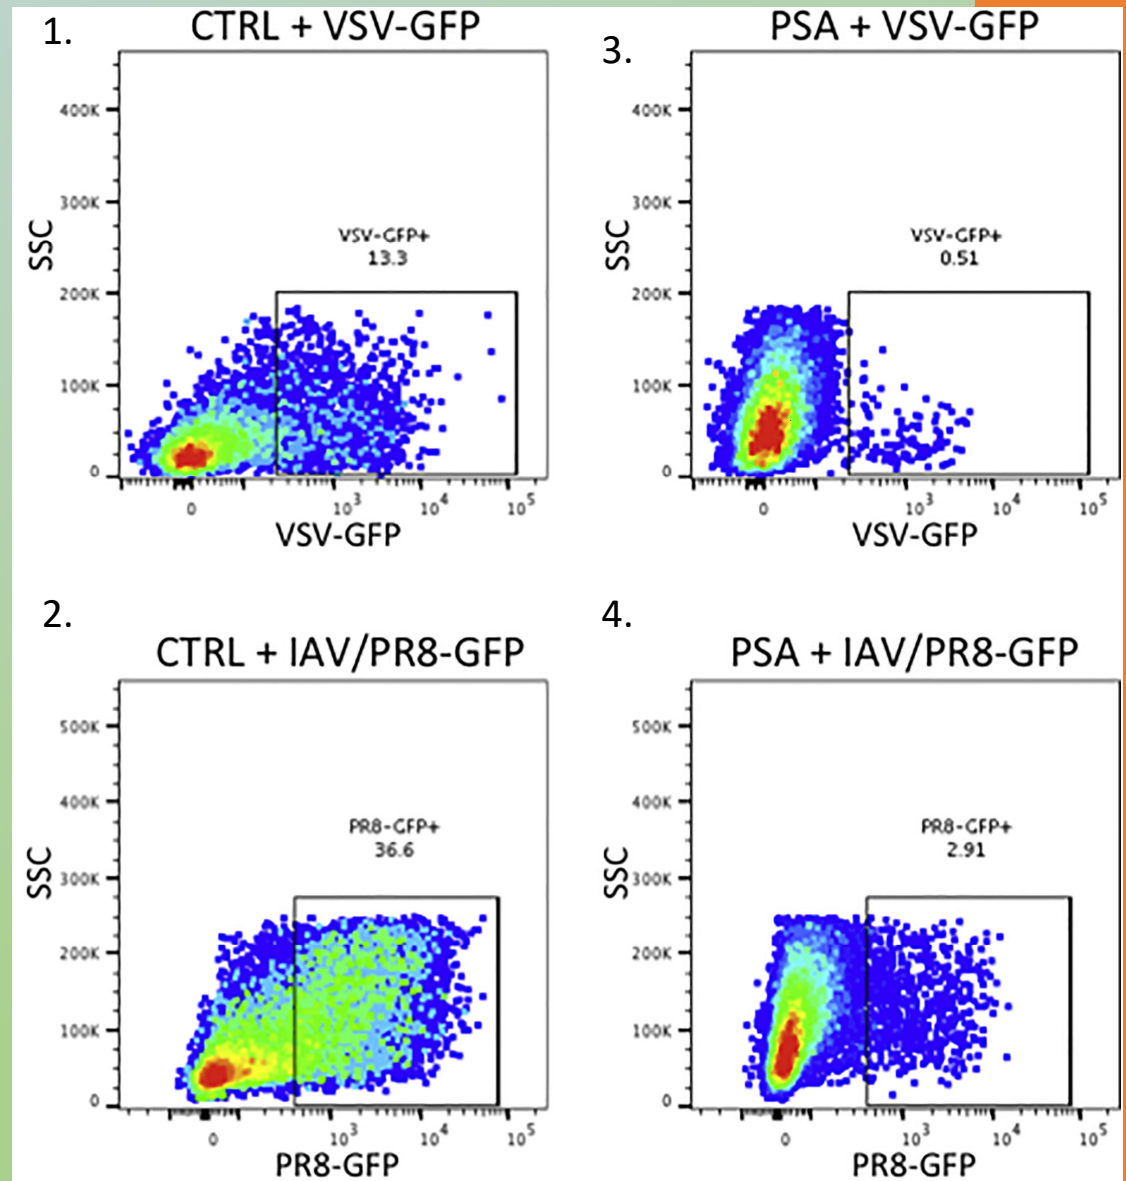 1.
CTRL + VSV-GFP
400K
300K
200K
100K
0
SSC
VSV-GFP+
13.3
0
10³
10⁴
10⁵
VSV-GFP
3.
PSA + VSV-GFP
400K
300K
200K
100K
0
SSC
VSV-GFP+
0.51
0
10³
10⁴
10⁵
VSV-GFP
2.
CTRL + IAV/PR8-GFP
500K
400K
300K
200K
100K
0
SSC
PR8-GFP+
36.6
0
10³
10⁴
10⁵
PR8-GFP
4.
PSA + IAV/PR8-GFP
500K
400K
300K
200K
100K
0
SSC
PR8-GFP+
2.91
0
10³
10⁴
10⁵
PR8-GFP